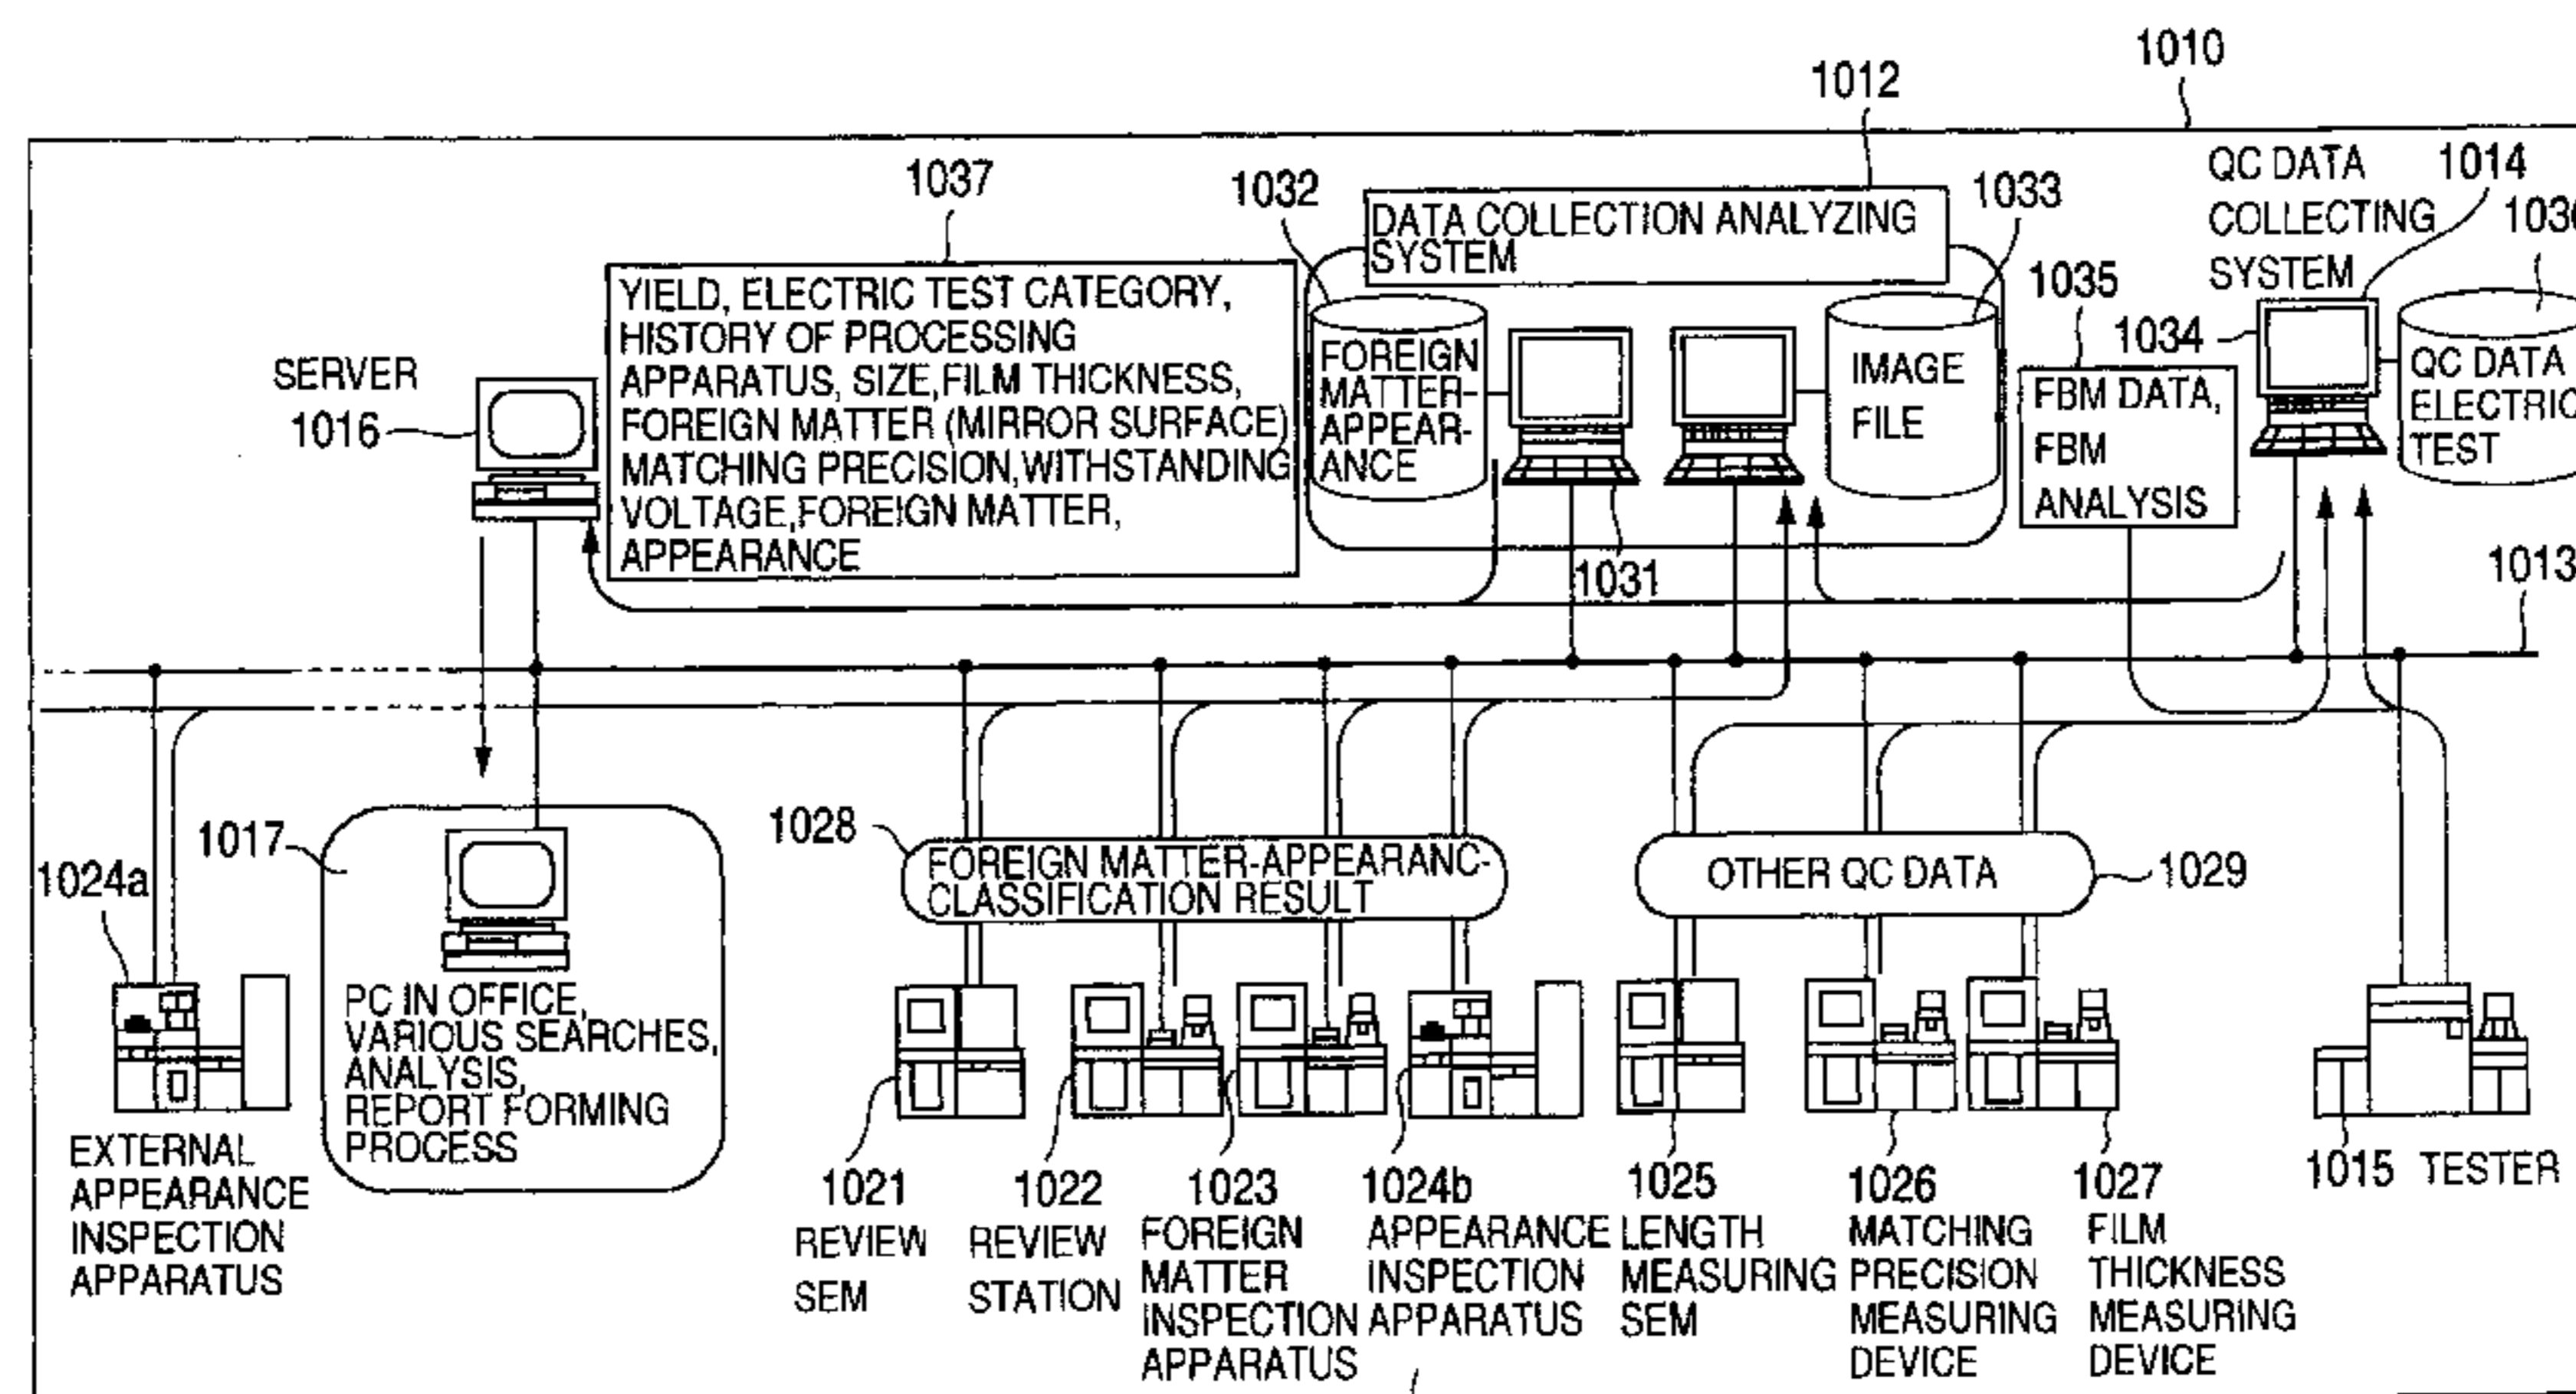 1010
1012
1037
1032
DATA COLLECTION ANALYZING
SYSTEM
1033
QC DATA
COLLECTING
SYSTEM
1014
1035
1034
YIELD, ELECTRIC TEST CATEGORY,
HISTORY OF PROCESSING
APPARATUS, SIZE,FILM THICKNESS,
FOREIGN MATTER (MIRROR SURFACE)
MATCHING PRECISION,WITHSTANDING
VOLTAGE,FOREIGN MATTER,
APPEARANCE
SERVER
1016
FOREIGN
MATTER-
APPEAR-
ANCE
IMAGE
FILE
FBM DATA,
FBM
ANALYSIS
QC DATA
ELECTRIC
TEST
1031
1013
1017
1028
FOREIGN MATTER-APPEARANC-
CLASSIFICATION RESULT
OTHER QC DATA
1029
1024a
PC IN OFFICE,
VARIOUS SEARCHES,
ANALYSIS,
REPORT FORMING
PROCESS
EXTERNAL
APPEARANCE
INSPECTION
APPARATUS
1021
REVIEW
SEM
1022
REVIEW
STATION
1023
FOREIGN
MATTER
INSPECTION
APPARATUS
1024b
APPEARANCE
INSPECTION
APPARATUS
1025
LENGTH
MEASURING
SEM
1026
MATCHING
PRECISION
MEASURING
DEVICE
1027
FILM
THICKNESS
MEASURING
DEVICE
1015 TESTER